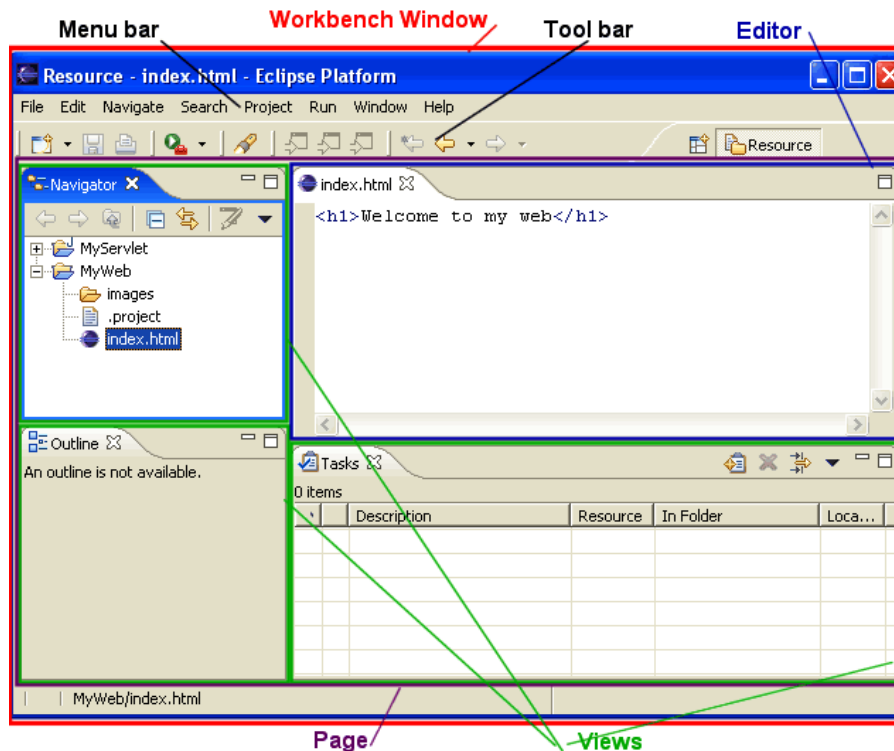 Workbench Window
Menu bar
Tool bar
Editor
Resource - index.html - Eclipse Platform
File Edit Navigate Search Project Run Window Help
Resource
Navigator
index.html
<h1>Welcome to my web</h1>
MyServlet
MyWeb
images
.project
index.html
Outline
An outline is not available.
Tasks
0 items
Description Resource In Folder Loca...
MyWeb/index.html
Page
Views